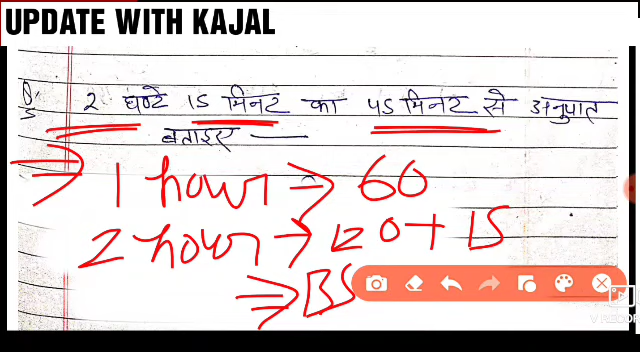 UPDATE WITH KAJAL
Q.5 2 घण्टे 15 मिनट का 45 मिनट से अनुपात
बताइए —
⇒ 1 hour ⇒ 60
2 hour → 120 + 15
⇒ 135